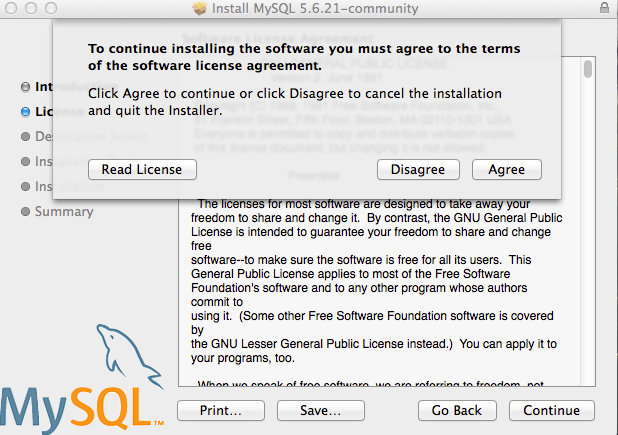 Install MySQL 5.6.21-community
Software License Agreement
To continue installing the software you must agree to the terms
of the software license agreement.
Click Agree to continue or click Disagree to cancel the installation
and quit the Installer.
Read License
Disagree
Agree
Introduction
License
Destination Select
Installation
Installation
Summary
GENERAL PUBLIC LICENSE
Version 2, June 1991
Copyright (C) 1989, 1991 Free Software Foundation, Inc.,
51 Franklin Street, Fifth Floor, Boston, MA 02110-1301 USA
Everyone is permitted to copy and distribute verbatim copies
of this license document, but changing it is not allowed.
Preamble
The licenses for most software are designed to take away your
freedom to share and change it. By contrast, the GNU General Public
License is intended to guarantee your freedom to share and change
free
software--to make sure the software is free for all its users. This
General Public License applies to most of the Free Software
Foundation's software and to any other program whose authors
commit to
using it. (Some other Free Software Foundation software is covered
by
the GNU Lesser General Public License instead.) You can apply it to
your programs, too.
When we speak of free software, we are referring to freedom, not
MySQL™
Print...
Save...
Go Back
Continue